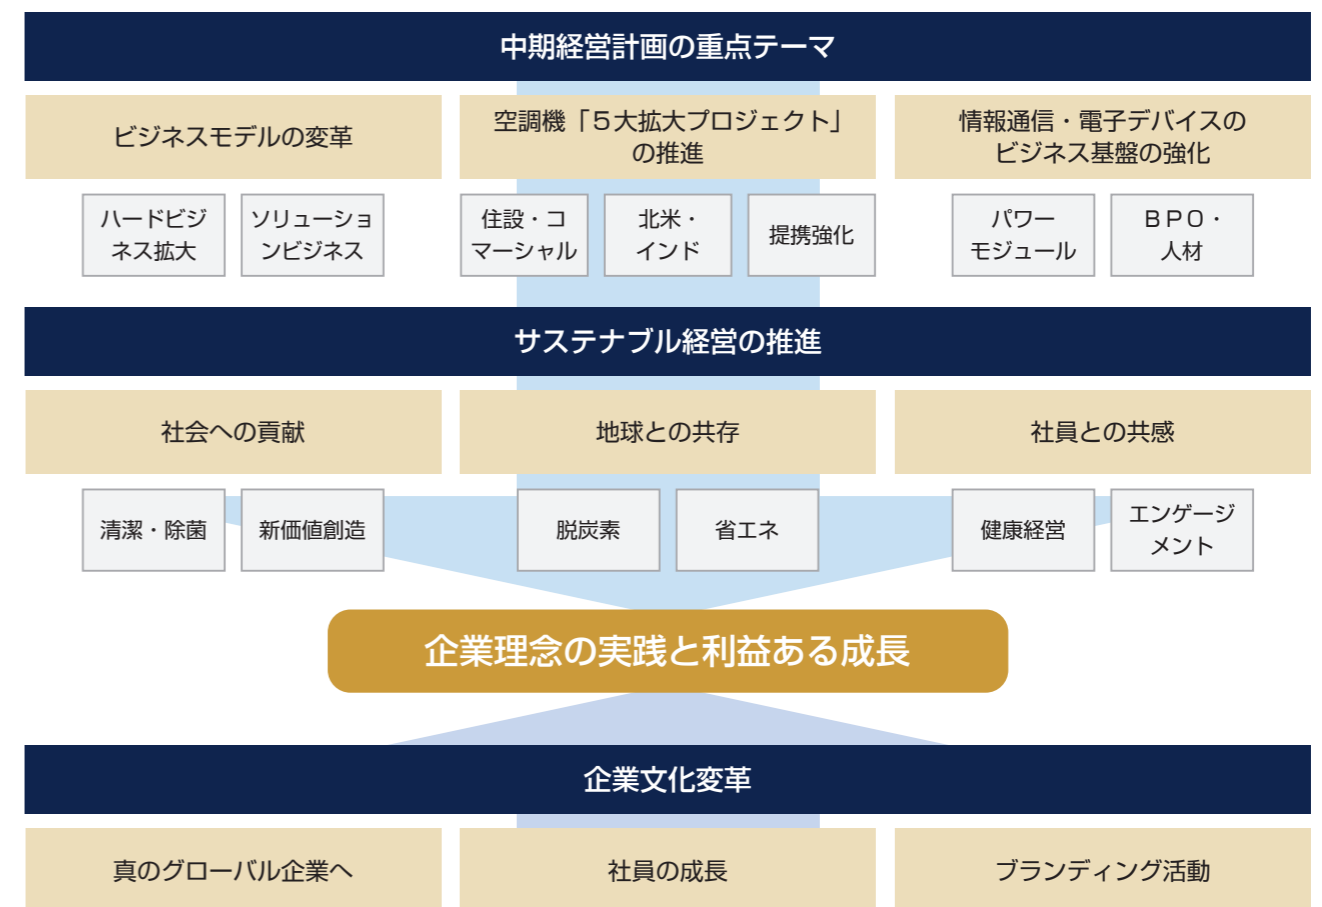 中期経営計画の重点テーマ
ビジネスモデルの変革
空調機「５大拡大プロジェクト」
の推進
情報通信・電子デバイスの
ビジネス基盤の強化
ハードビジ
ネス拡大
ソリューショ
ンビジネス
住設・コ
マーシャル
北米・
インド
提携強化
パワー
モジュール
ＢＰＯ・
人材
サステナブル経営の推進
社会への貢献
地球との共存
社員との共感
清潔・除菌
新価値創造
脱炭素
省エネ
健康経営
エンゲージ
メント
企業理念の実践と利益ある成長
企業文化変革
真のグローバル企業へ
社員の成長
ブランディング活動